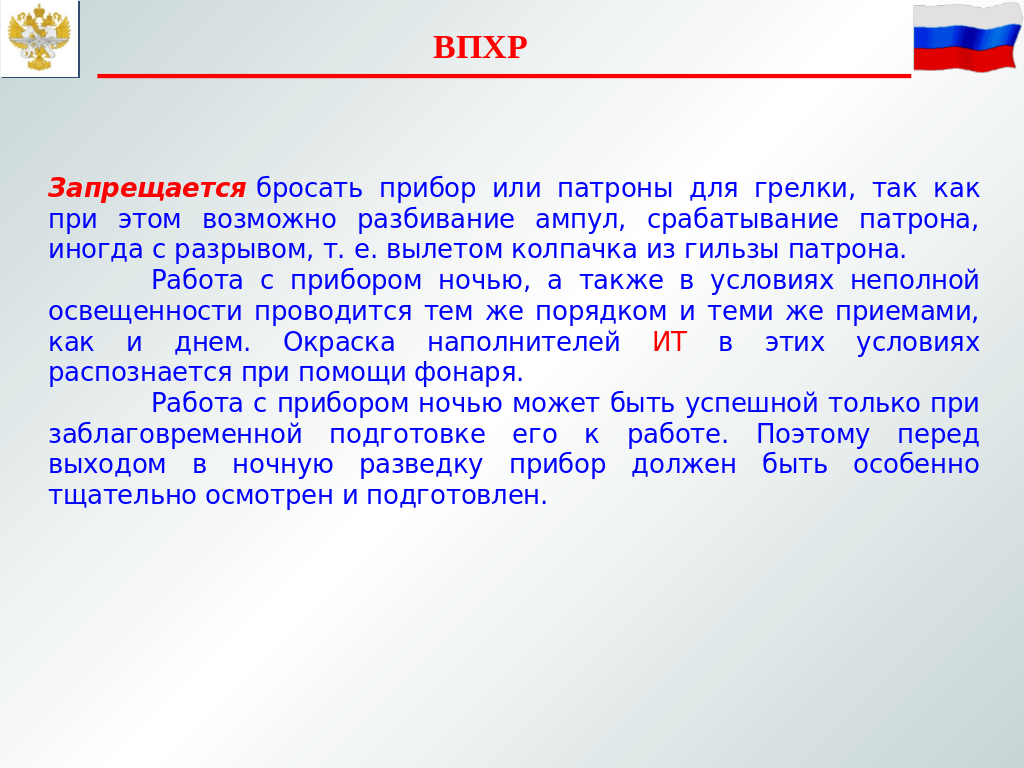 ВПХР
Запрещается бросать прибор или патроны для грелки, так как
при этом возможно разбивание ампул, срабатывание патрона,
иногда с разрывом, т. е. вылетом колпачка из гильзы патрона.
Работа с прибором ночью, а также в условиях неполной
освещенности проводится тем же порядком и теми же приемами,
как и днем. Окраска наполнителей ИТ в этих условиях
распознается при помощи фонаря.
Работа с прибором ночью может быть успешной только при
заблаговременной подготовке его к работе. Поэтому перед
выходом в ночную разведку прибор должен быть особенно
тщательно осмотрен и подготовлен.